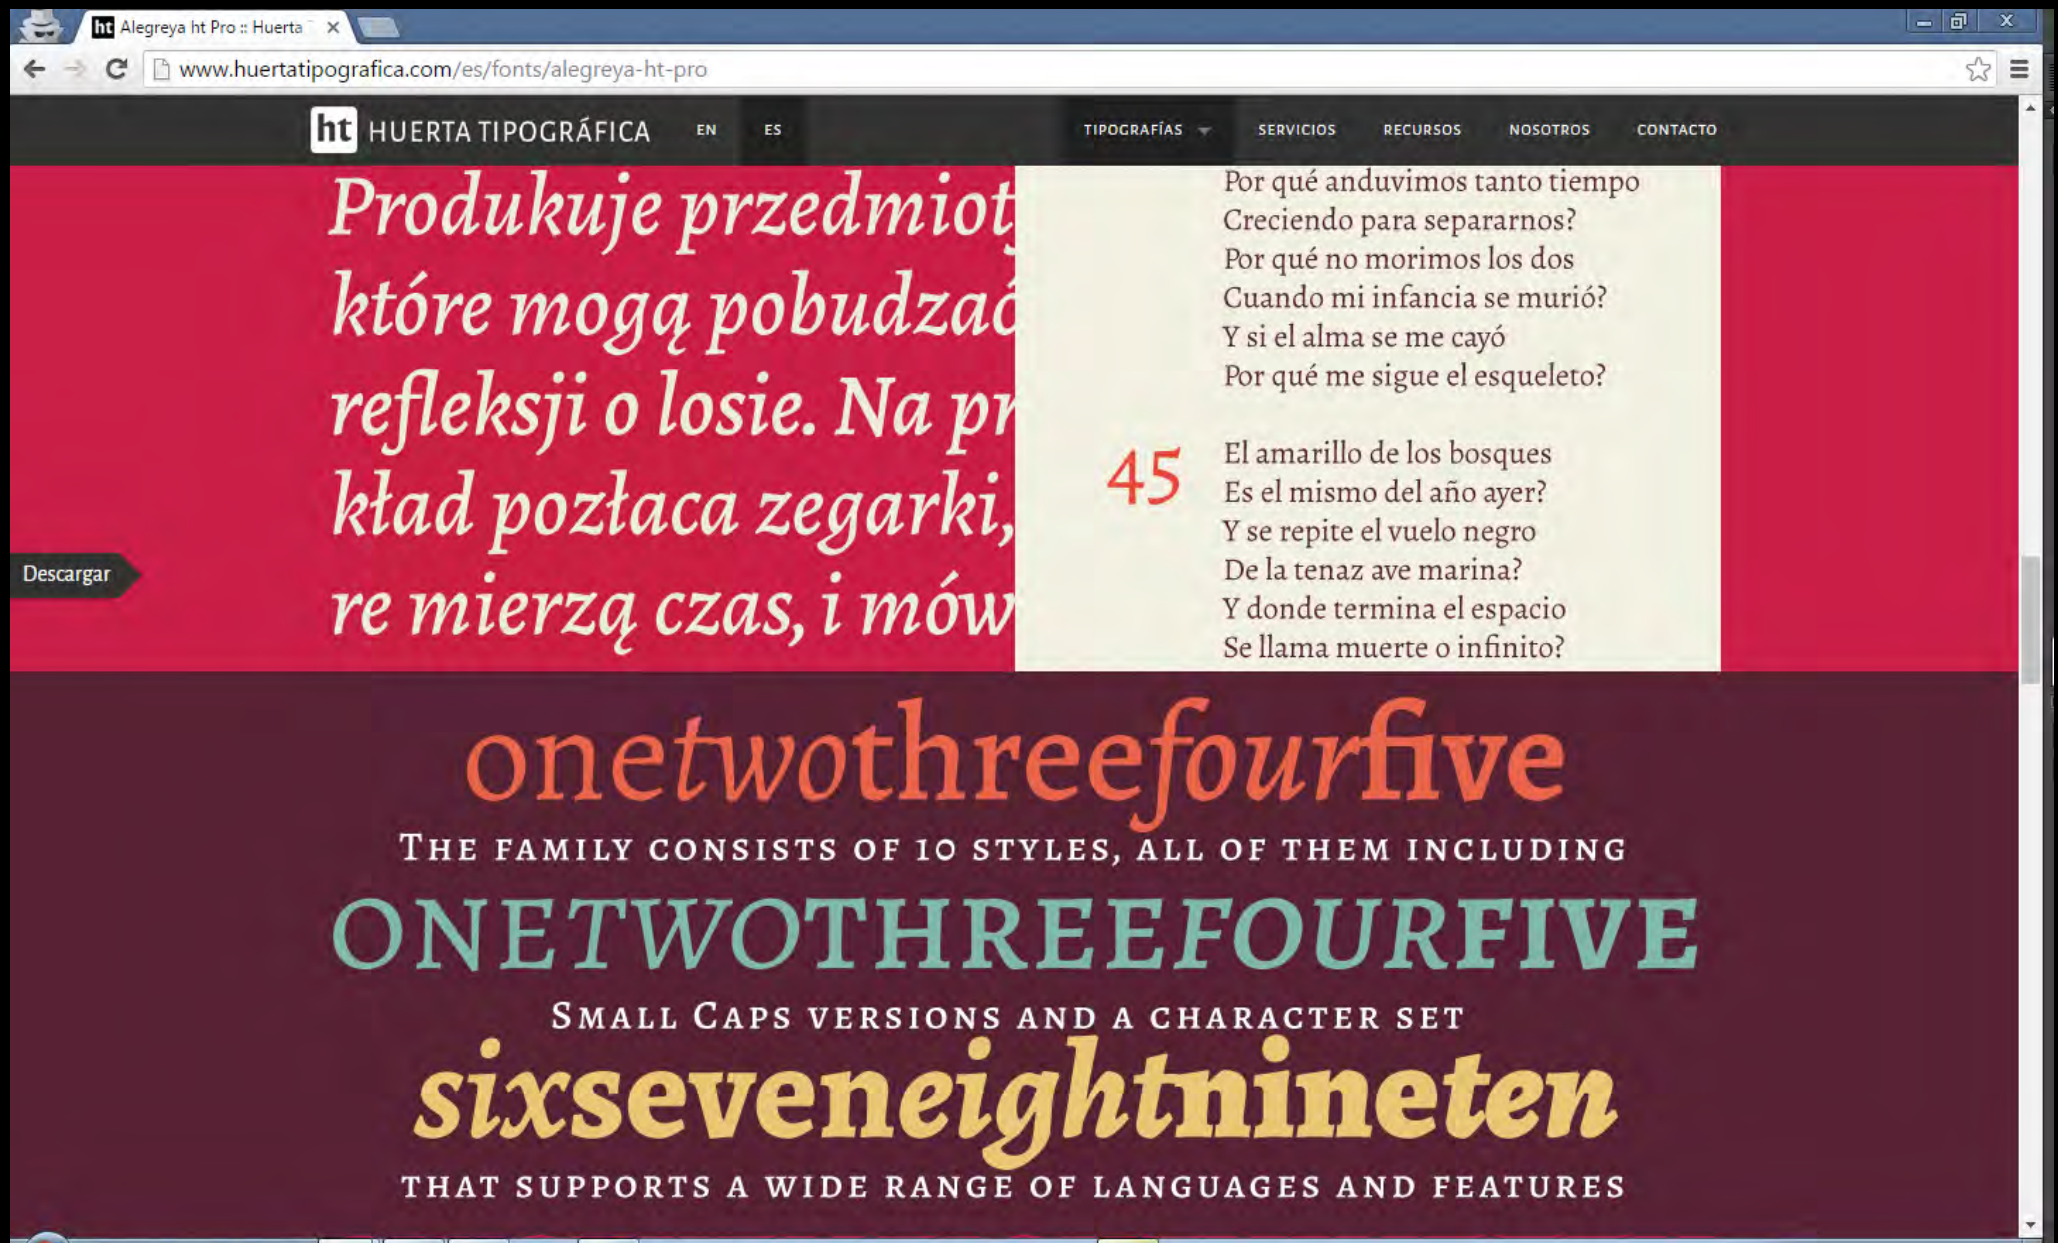 ht Alegreya ht Pro :: Huerta
www.huertatipografica.com/es/fonts/alegreya-ht-pro
ht HUERTA TIPOGRÁFICA EN ES TIPOGRAFÍAS SERVICIOS RECURSOS NOSOTROS CONTACTO
Produkuje przedmioty
które mogą pobudzać
refleksji o losie. Na pr
kład pozłaca zegarki,
re mierzą czas, i mów
Descargar
Por qué anduvimos tanto tiempo
Creciendo para separarnos?
Por qué no morimos los dos
Cuando mi infancia se murió?
Y si el alma se me cayó
Por qué me sigue el esqueleto?
45
El amarillo de los bosques
Es el mismo del año ayer?
Y se repite el vuelo negro
De la tenaz ave marina?
Y donde termina el espacio
Se llama muerte o infinito?
onetwothreefourfive
THE FAMILY CONSISTS OF 10 STYLES, ALL OF THEM INCLUDING
ONETWOTHREEFOURFIVE
SMALL CAPS VERSIONS AND A CHARACTER SET
sixseveneightnineten
THAT SUPPORTS A WIDE RANGE OF LANGUAGES AND FEATURES